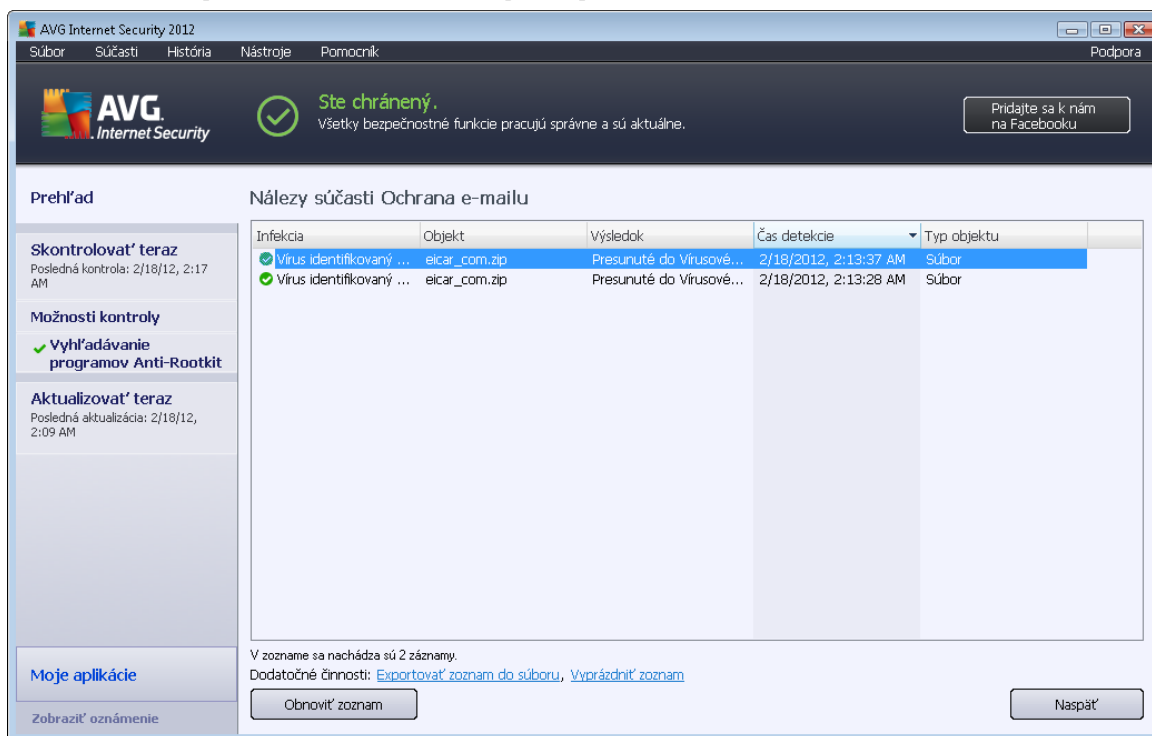 AVG Internet Security 2012
Súbor Súčasti História Nástroje Pomocník Podpora
AVG.
Internet Security
Ste chránený.
Všetky bezpečnostné funkcie pracujú správne a sú aktuálne.
Pridajte sa k nám
na Facebooku
Prehľad
Skontrolovať teraz
Posledná kontrola: 2/18/12, 2:17
AM
Možnosti kontroly
Vyhľadávanie
programov Anti-Rootkit
Aktualizovať teraz
Posledná aktualizácia: 2/18/12,
2:09 AM
Moje aplikácie
Zobraziť oznámenie
Nálezy súčasti Ochrana e-mailu
Infekcia Objekt Výsledok Čas detekcie Typ objektu
Vírus identifikovaný ... eicar_com.zip Presunuté do Vírusové... 2/18/2012, 2:13:37 AM Súbor
Vírus identifikovaný ... eicar_com.zip Presunuté do Vírusové... 2/18/2012, 2:13:28 AM Súbor
V zozname sa nachádza sú 2 záznamy.
Dodatočné činnosti: Exportovať zoznam do súboru, Vyprázdniť zoznam
Obnoviť zoznam Naspäť